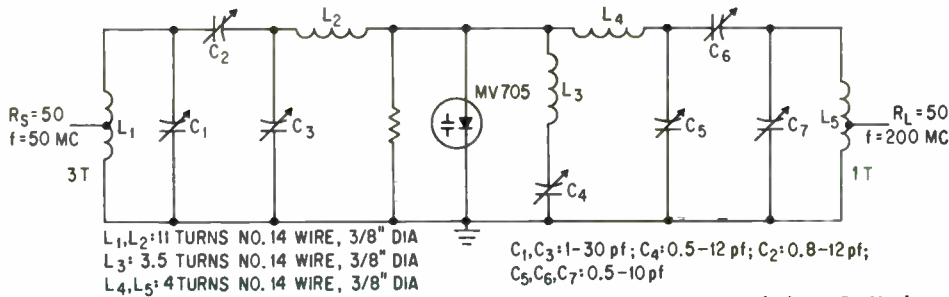 L2
L4
C2
C6
MV705
L3
RS=50
f=50 MC
L1
C1
C3
C5
C7
L5
RL=50
f=200 MC
3T
C4
1T
L1,L2:11 TURNS NO. 14 WIRE, 3/8" DIA
L3: 3.5 TURNS NO. 14 WIRE, 3/8" DIA
L4,L5: 4 TURNS NO. 14 WIRE, 3/8" DIA
C1,C3:1-30 pf; C4:0.5-12 pf; C2:0.8-12 pf;
C5,C6,C7:0.5-10 pf